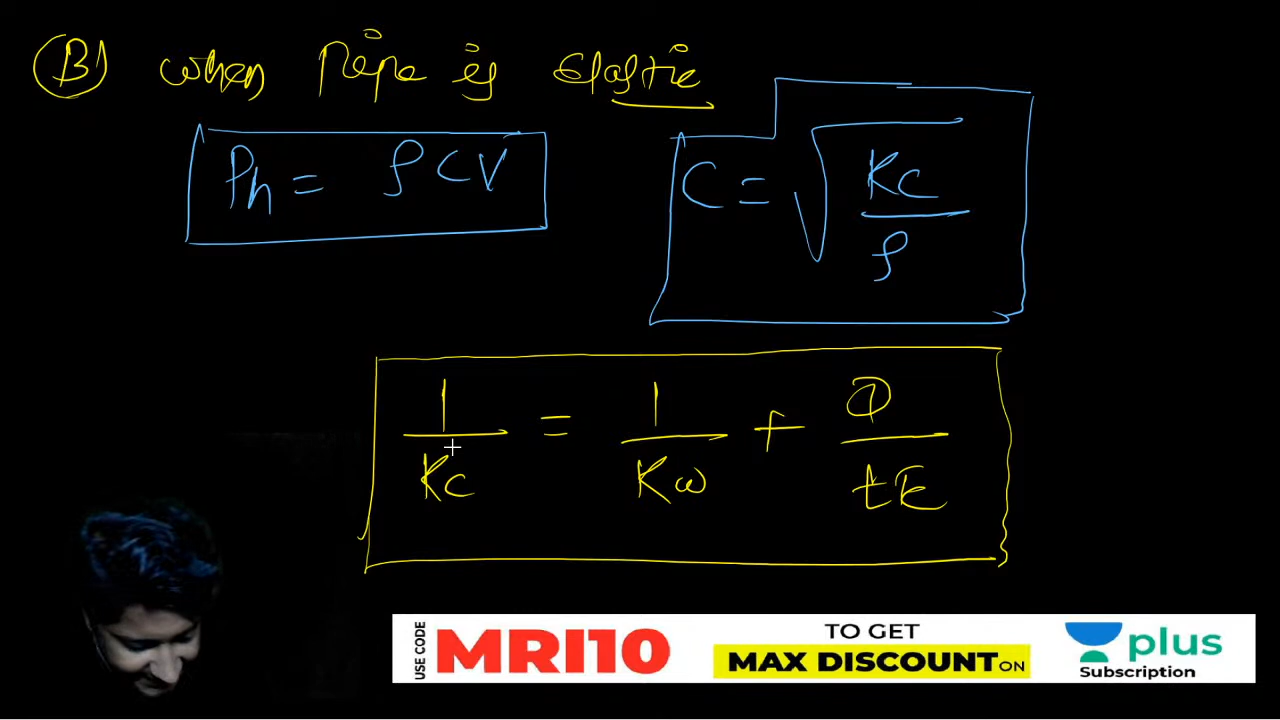 (B) when Pipe is Elastic
Ph = ρCV
C = √(Kc/ρ)
1/Kc = 1/Kω + D/tE
USE CODE MRI10
TO GET
MAX DISCOUNT ON
plus
Subscription